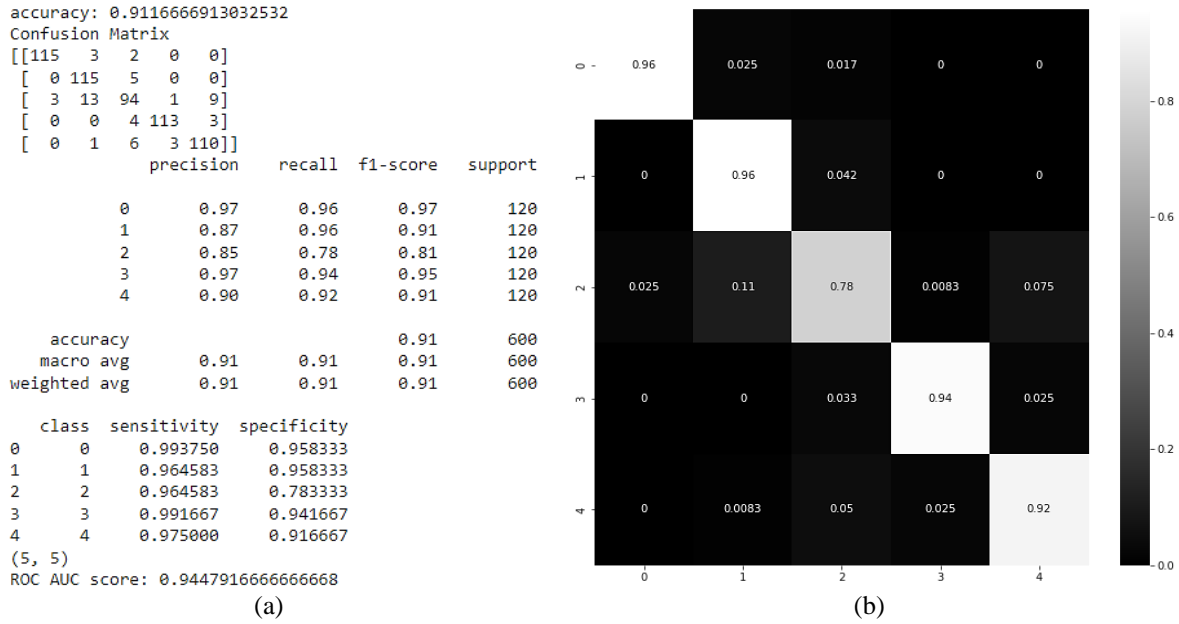 accuracy: 0.9116666913032532
Confusion Matrix
[[115 3 2 0 0]
[ 0 115 5 0 0]
[ 3 13 94 1 9]
[ 0 0 4 113 3]
[ 0 1 6 3 110]]
precision recall f1-score support
0 0.97 0.96 0.97 120
1 0.87 0.96 0.91 120
2 0.85 0.78 0.81 120
3 0.97 0.94 0.95 120
4 0.90 0.92 0.91 120
accuracy 0.91 600
macro avg 0.91 0.91 0.91 600
weighted avg 0.91 0.91 0.91 600
class sensitivity specificity
0 0 0.993750 0.958333
1 1 0.964583 0.958333
2 2 0.964583 0.783333
3 3 0.991667 0.941667
4 4 0.975000 0.916667
(5, 5)
ROC AUC score: 0.9447916666666668
(a)
0 0.96 0.025 0.017 0 0
1 0 0.96 0.042 0 0
2 0.025 0.11 0.78 0.0083 0.075
3 0 0 0.033 0.94 0.025
4 0 0.0083 0.05 0.025 0.92
0 1 2 3 4
0.8
0.6
0.4
0.2
0.0
(b)